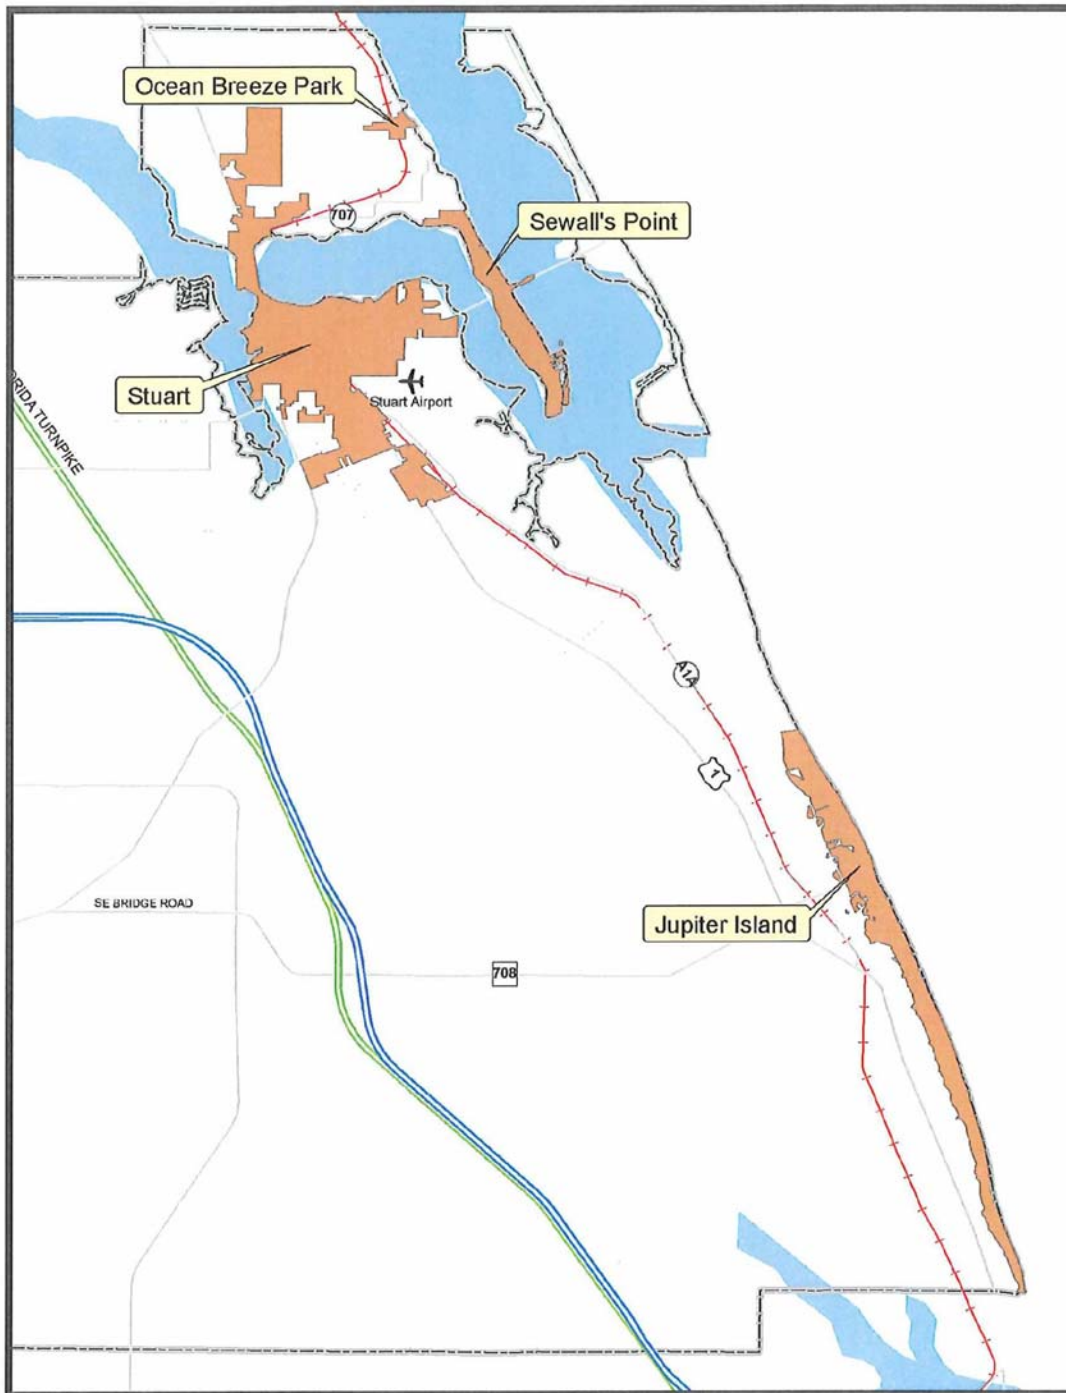 Ocean Breeze Park
707
Sewall's Point
Stuart
Stuart Airport
ORIDA TURNPIKE
A1A
1
SE BRIDGE ROAD
Jupiter Island
708